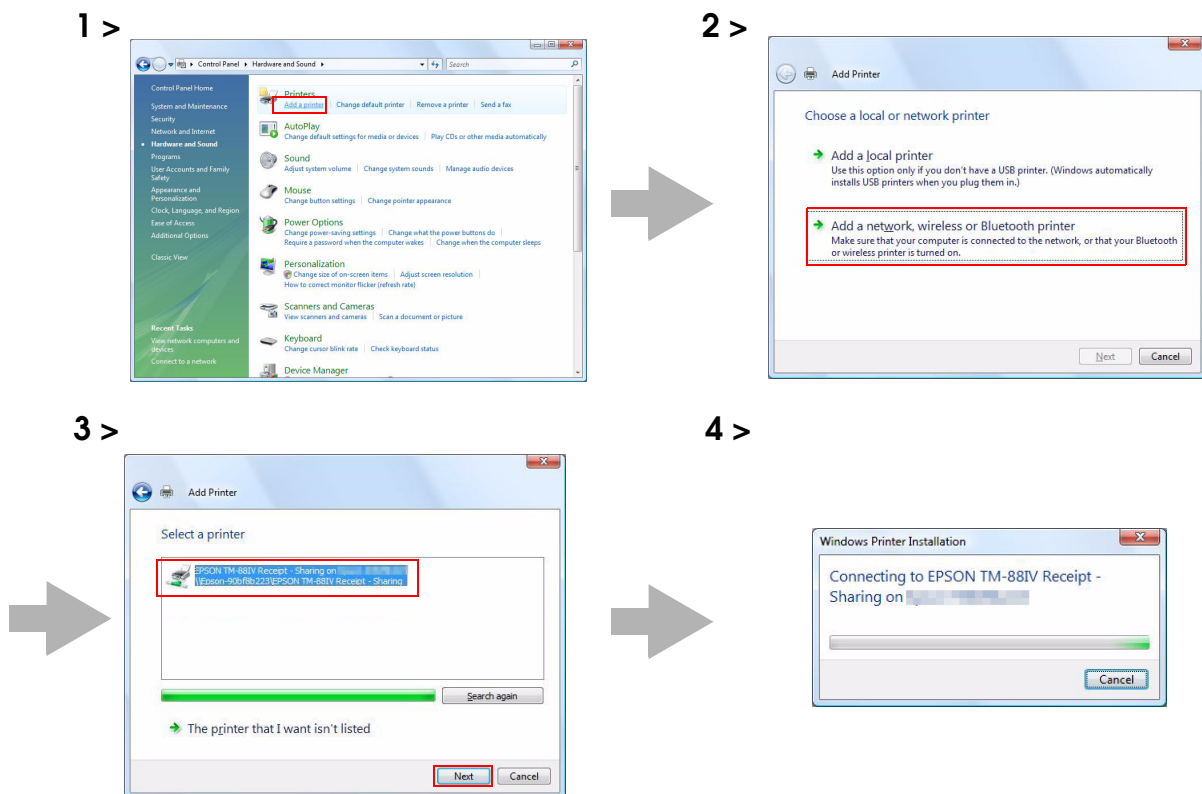 1 >
Control Panel ▸ Hardware and Sound ▸
Search
Control Panel Home
System and Maintenance
Security
Network and Internet
Hardware and Sound
Programs
User Accounts and Family
Safety
Appearance and
Personalization
Clock, Language, and Region
Ease of Access
Additional Options
Classic View
Recent Tasks
View network computers and
devices
Connect to a network
Printers
Add a printer Change default printer Remove a printer Send a fax
AutoPlay
Change default settings for media or devices Play CDs or other media automatically
Sound
Adjust system volume Change system sounds Manage audio devices
Mouse
Change button settings Change pointer appearance
Power Options
Change power-saving settings Change what the power buttons do
Require a password when the computer wakes Change when the computer sleeps
Personalization
Change size of on-screen items Adjust screen resolution
How to correct monitor flicker (refresh rate)
Scanners and Cameras
View scanners and cameras Scan a document or picture
Keyboard
Change cursor blink rate Check keyboard status
Device Manager
2 >
Add Printer
Choose a local or network printer
Add a local printer
Use this option only if you don't have a USB printer. (Windows automatically
installs USB printers when you plug them in.)
Add a network, wireless or Bluetooth printer
Make sure that your computer is connected to the network, or that your Bluetooth
or wireless printer is turned on.
Next Cancel
3 >
Add Printer
Select a printer
EPSON TM-88IV Receipt - Sharing on
\\Epson-90bf8b223\EPSON TM-88IV Receipt - Sharing
Search again
The printer that I want isn't listed
Next Cancel
4 >
Windows Printer Installation
Connecting to EPSON TM-88IV Receipt -
Sharing on
Cancel